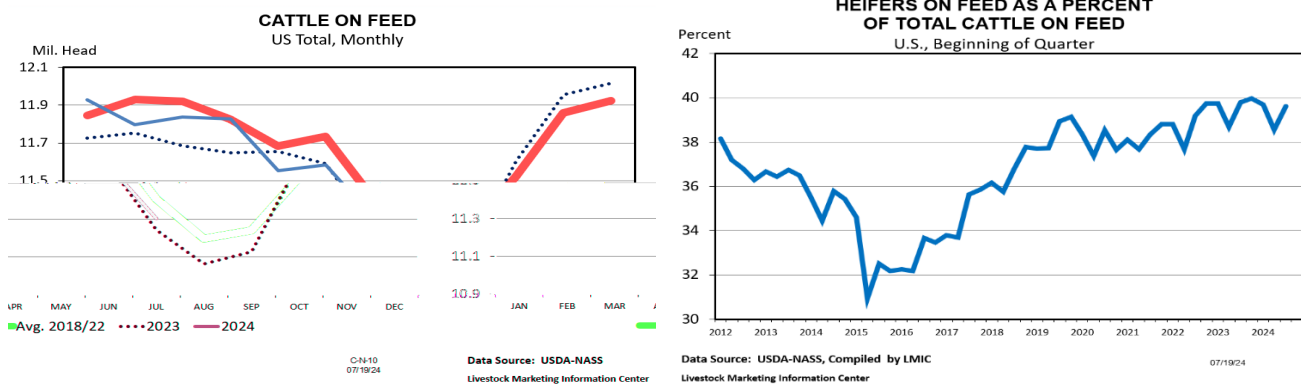 CATTLE ON FEED
US Total, Monthly
Mil. Head
12.1
11.9
11.7
11.5
11.3
11.1
10.9
APR MAY JUN JUL AUG SEP OCT NOV DEC JAN FEB MAR
Avg. 2018/22 2023 2024
C-N-10
07/19/24
Data Source: USDA-NASS
Livestock Marketing Information Center
HEIFERS ON FEED AS A PERCENT
OF TOTAL CATTLE ON FEED
U.S., Beginning of Quarter
Percent
42
40
38
36
34
32
30
2012 2013 2014 2015 2016 2017 2018 2019 2020 2021 2022 2023 2024
Data Source: USDA-NASS, Compiled by LMIC
07/19/24
Livestock Marketing Information Center